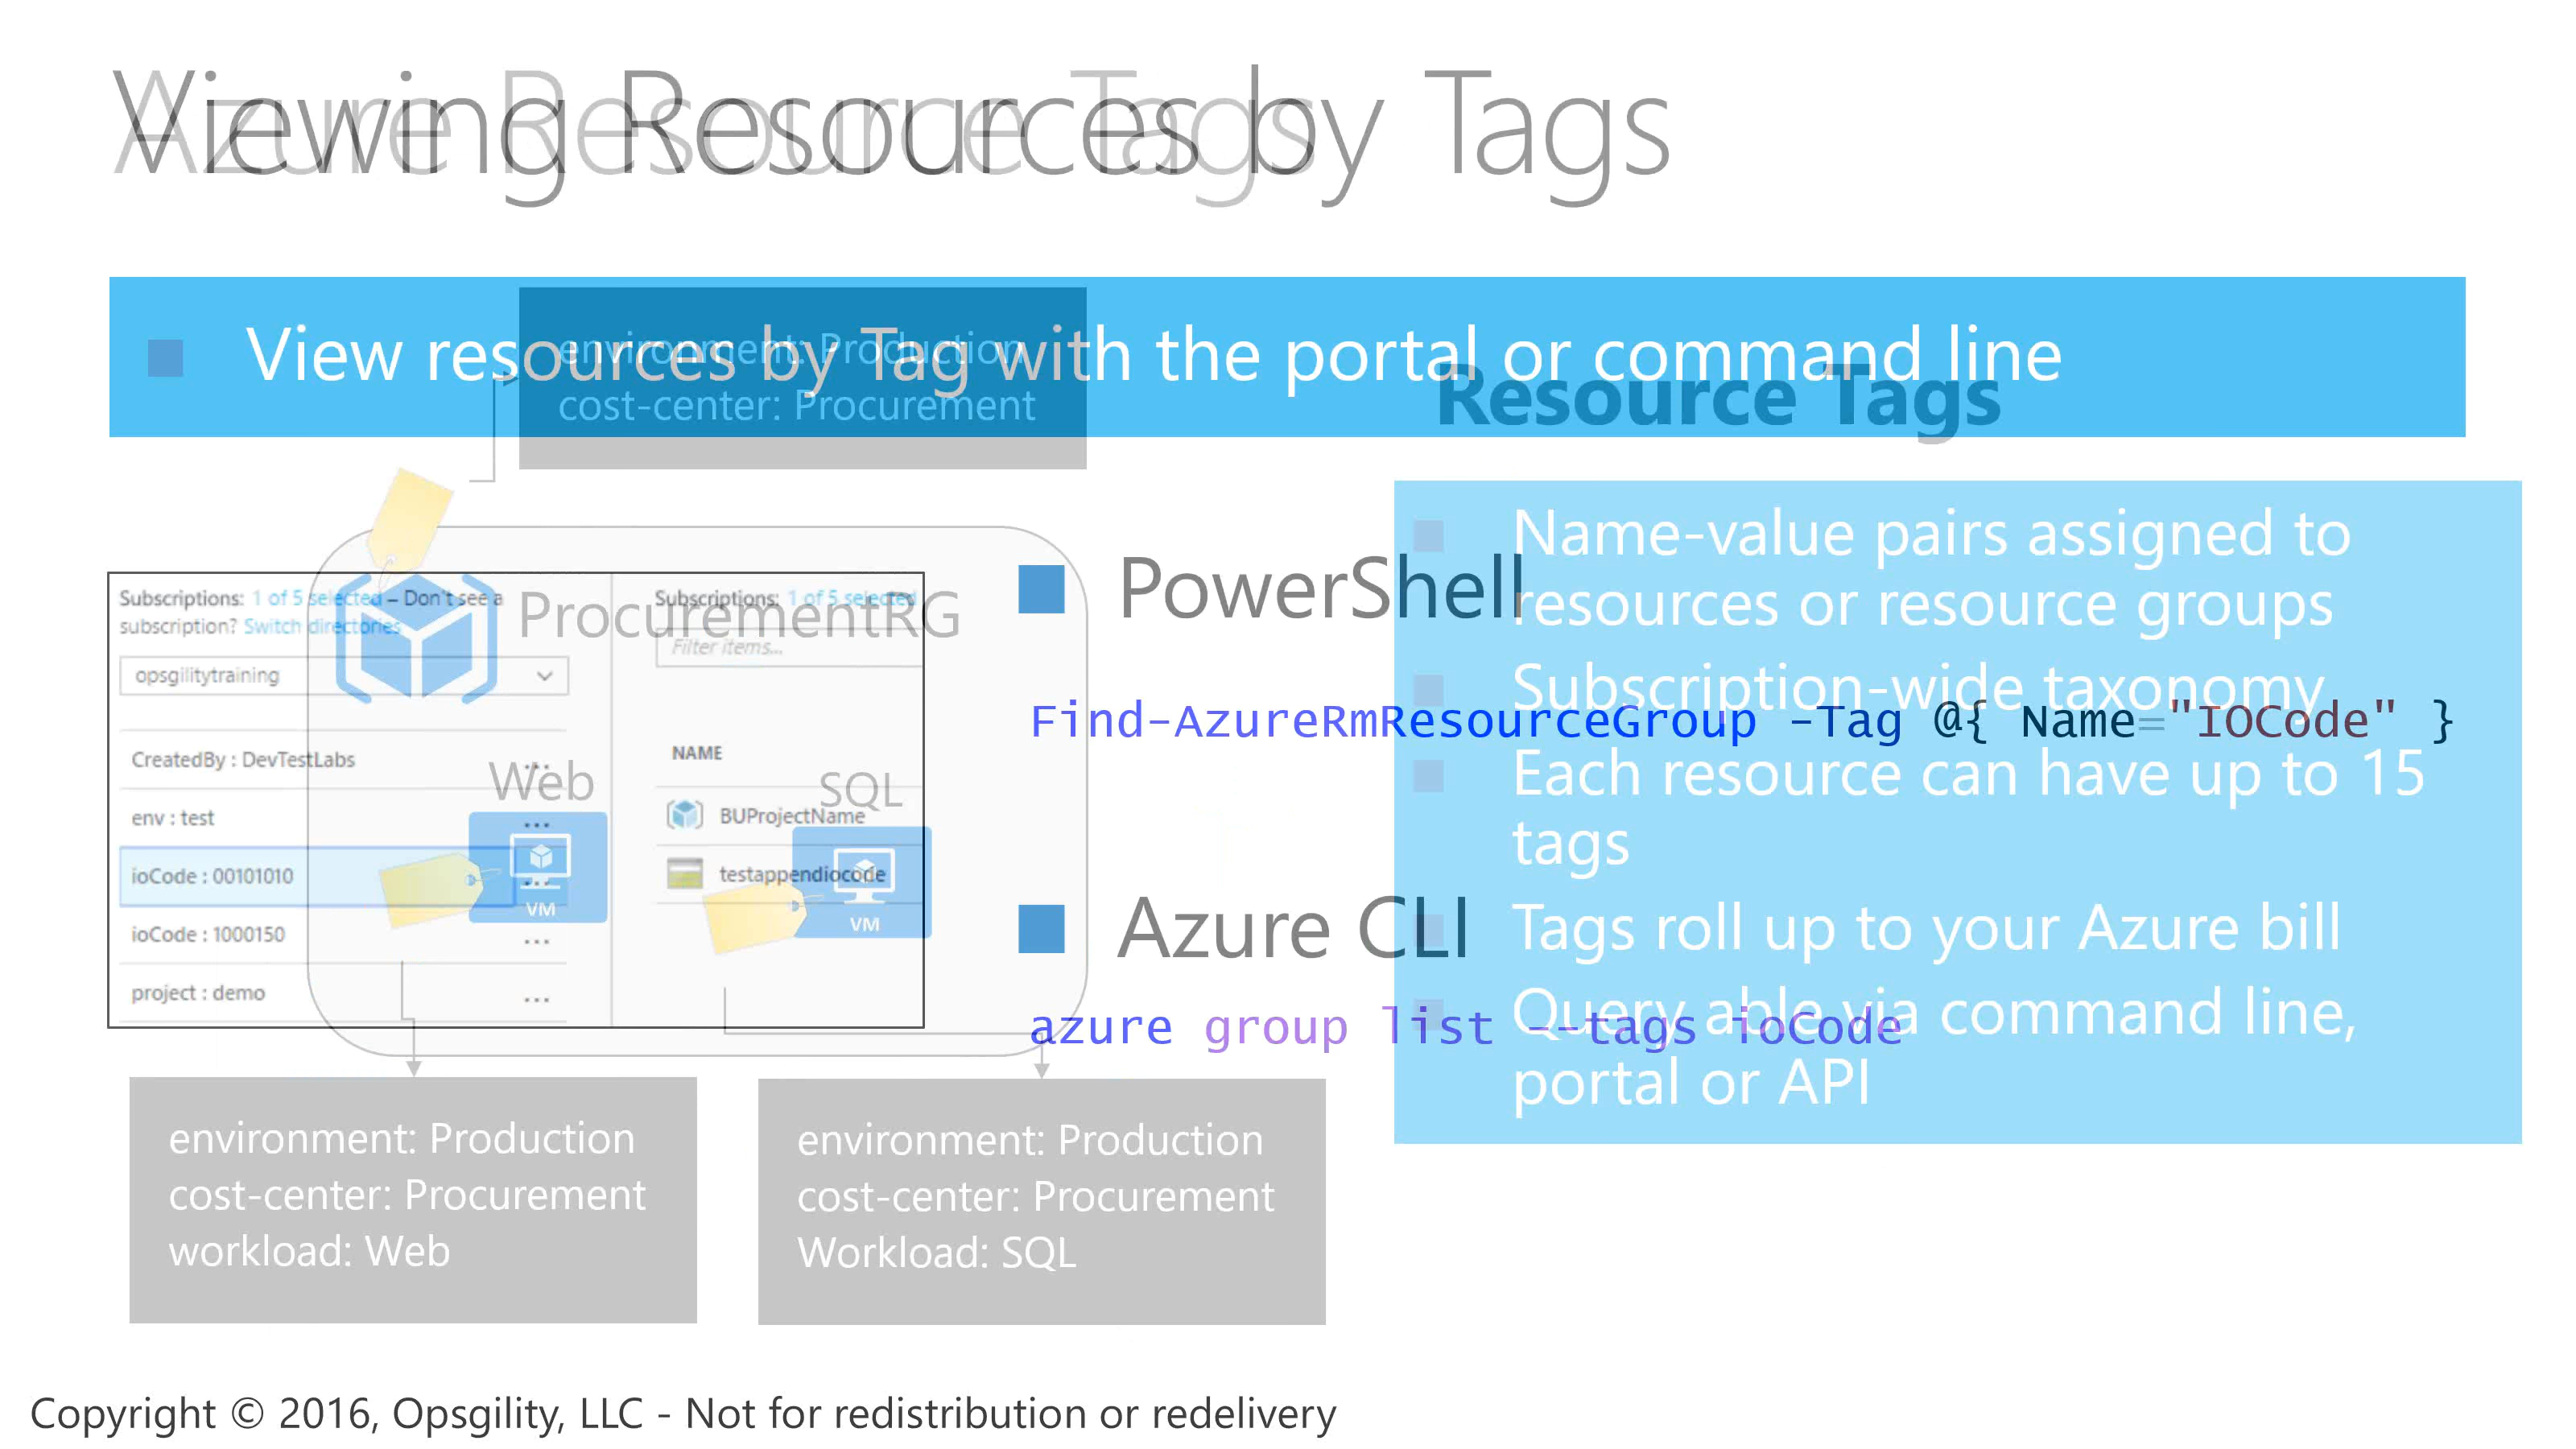 Viewing Resources by Tags
Azure Resource Tags
View resources by Tag with the portal or command line
environment: Production
cost-center: Procurement
Resource Tags
Name-value pairs assigned to
resources or resource groups
Subscription-wide taxonomy
Each resource can have up to 15
tags
Tags roll up to your Azure bill
Query able via command line,
portal or API
PowerShell
Find-AzureRmResourceGroup -Tag @{ Name="IOCode" }
Azure CLI
azure group list --tags ioCode
Subscriptions: 1 of 5 selected – Don't see a
subscription? Switch directories
opsgilitytraining
CreatedBy : DevTestLabs
env : test
ioCode : 00101010
ioCode : 1000150
project : demo
Subscriptions: 1 of 5 selected
Filter items...
NAME
BUProjectName
testappendiocode
ProcurementRG
Web
VM
SQL
VM
environment: Production
cost-center: Procurement
workload: Web
environment: Production
cost-center: Procurement
Workload: SQL
Copyright © 2016, Opsgility, LLC - Not for redistribution or redelivery